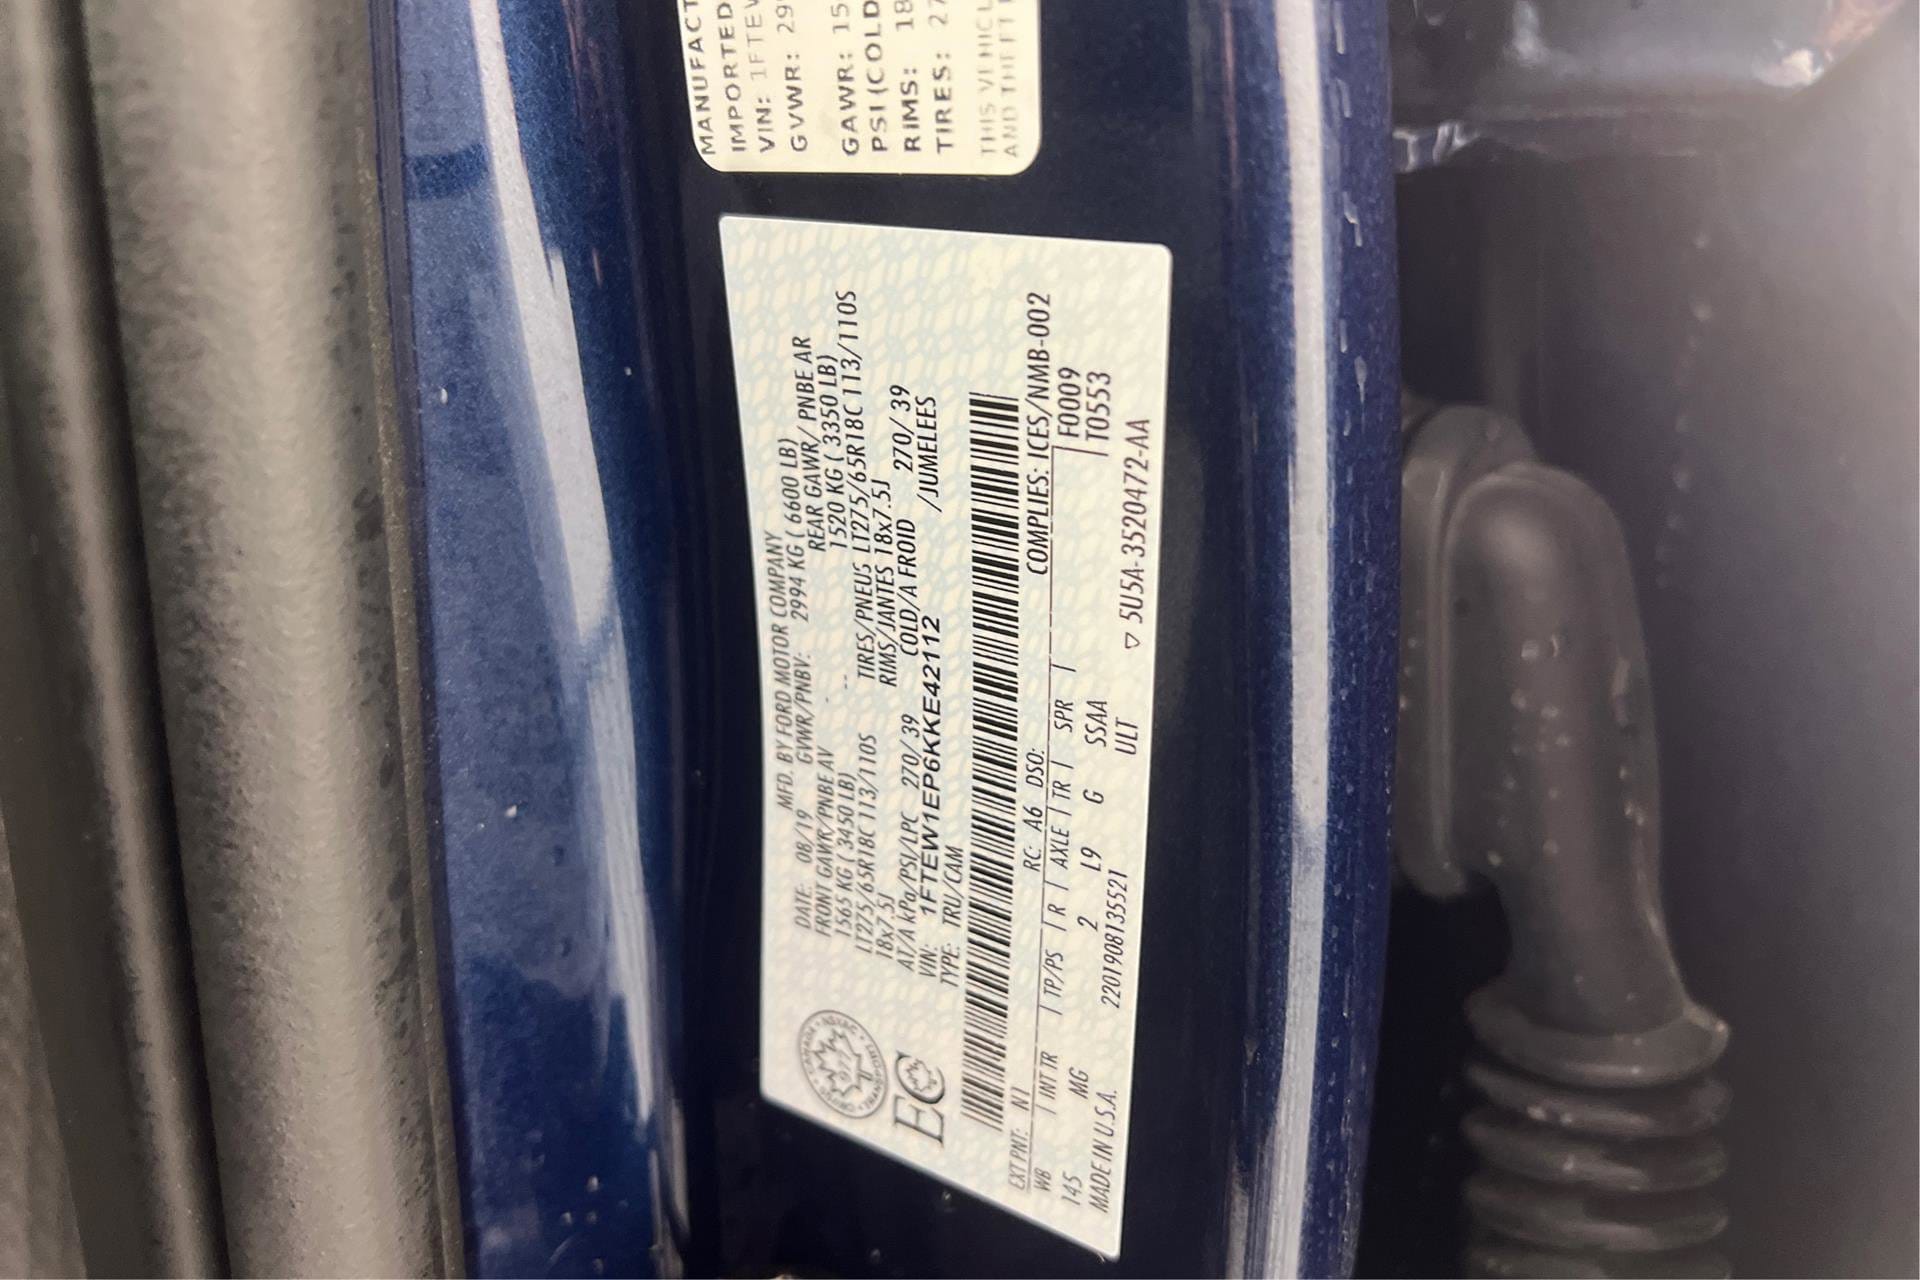 MANUFACT
IMPORTED
VIN: 1FTEW
GVWR: 29
GAWR: 15
PSI(COLD
RIMS: 18
TIRES: 27
THIS VEHICL
AND THEFT
DATE: 08/19 MFD. BY FORD MOTOR COMPANY
GVWR/PNBV: 2994 KG ( 6600 LB)
FRONT GAWR/PNBE AV REAR GAWR/PNBE AR
1565 KG ( 3450 LB) -- 1520 KG ( 3350 LB)
LT275/65R18C 113/110S TIRES/PNEUS LT275/65R18C 113/110S
18x7.5J RIMS/JANTES 18x7.5J
AT/A kPa/PSI/LPC 270/39 COLD/A FROID 270/39
VIN: 1FTEW1EP6KKE42112 /JUMELEES
TYPE: TRU/CAM
EC
EXT PNT: N1 RC: A6 DSO: COMPLIES: ICES/NMB-002
WB | INT TR | TP/PS | R | AXLE | TR | SPR | F0009
145 MG 2 L9 G SSAA T0553
MADE IN U.S.A. 220190813552​1 ULT ▽ 5U5A-3520472-AA